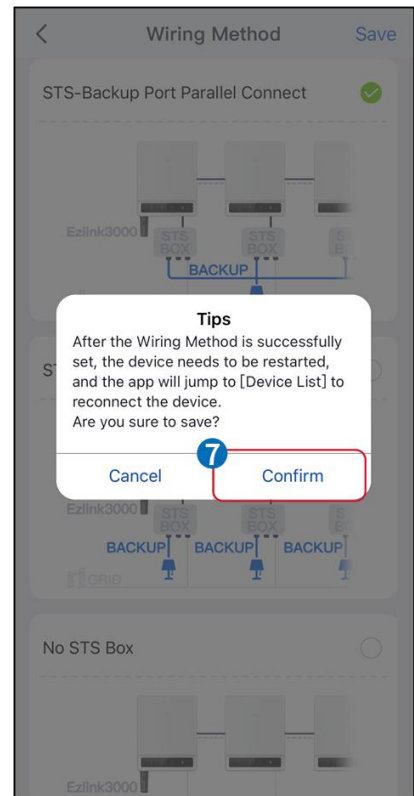 Wiring Method
Save
STS-Backup Port Parallel Connect
Ezlink3000
STS
BOX
STS
BOX
S
B
BACKUP
Tips
After the Wiring Method is successfully
set, the device needs to be restarted,
and the app will jump to [Device List] to
reconnect the device.
Are you sure to save?
7
Cancel
Confirm
Ezlink3000
STS
BOX
STS
BOX
S
B
BACKUP
BACKUP
BACKUP
GRID
No STS Box
Ezlink3000